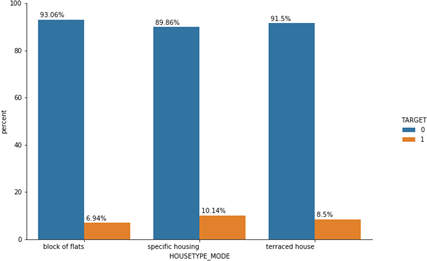 100
80
60
40
20
0
percent
93.06%
6.94%
89.86%
10.14%
91.5%
8.5%
block of flats
specific housing
terraced house
HOUSETYPE_MODE
TARGET
0
1